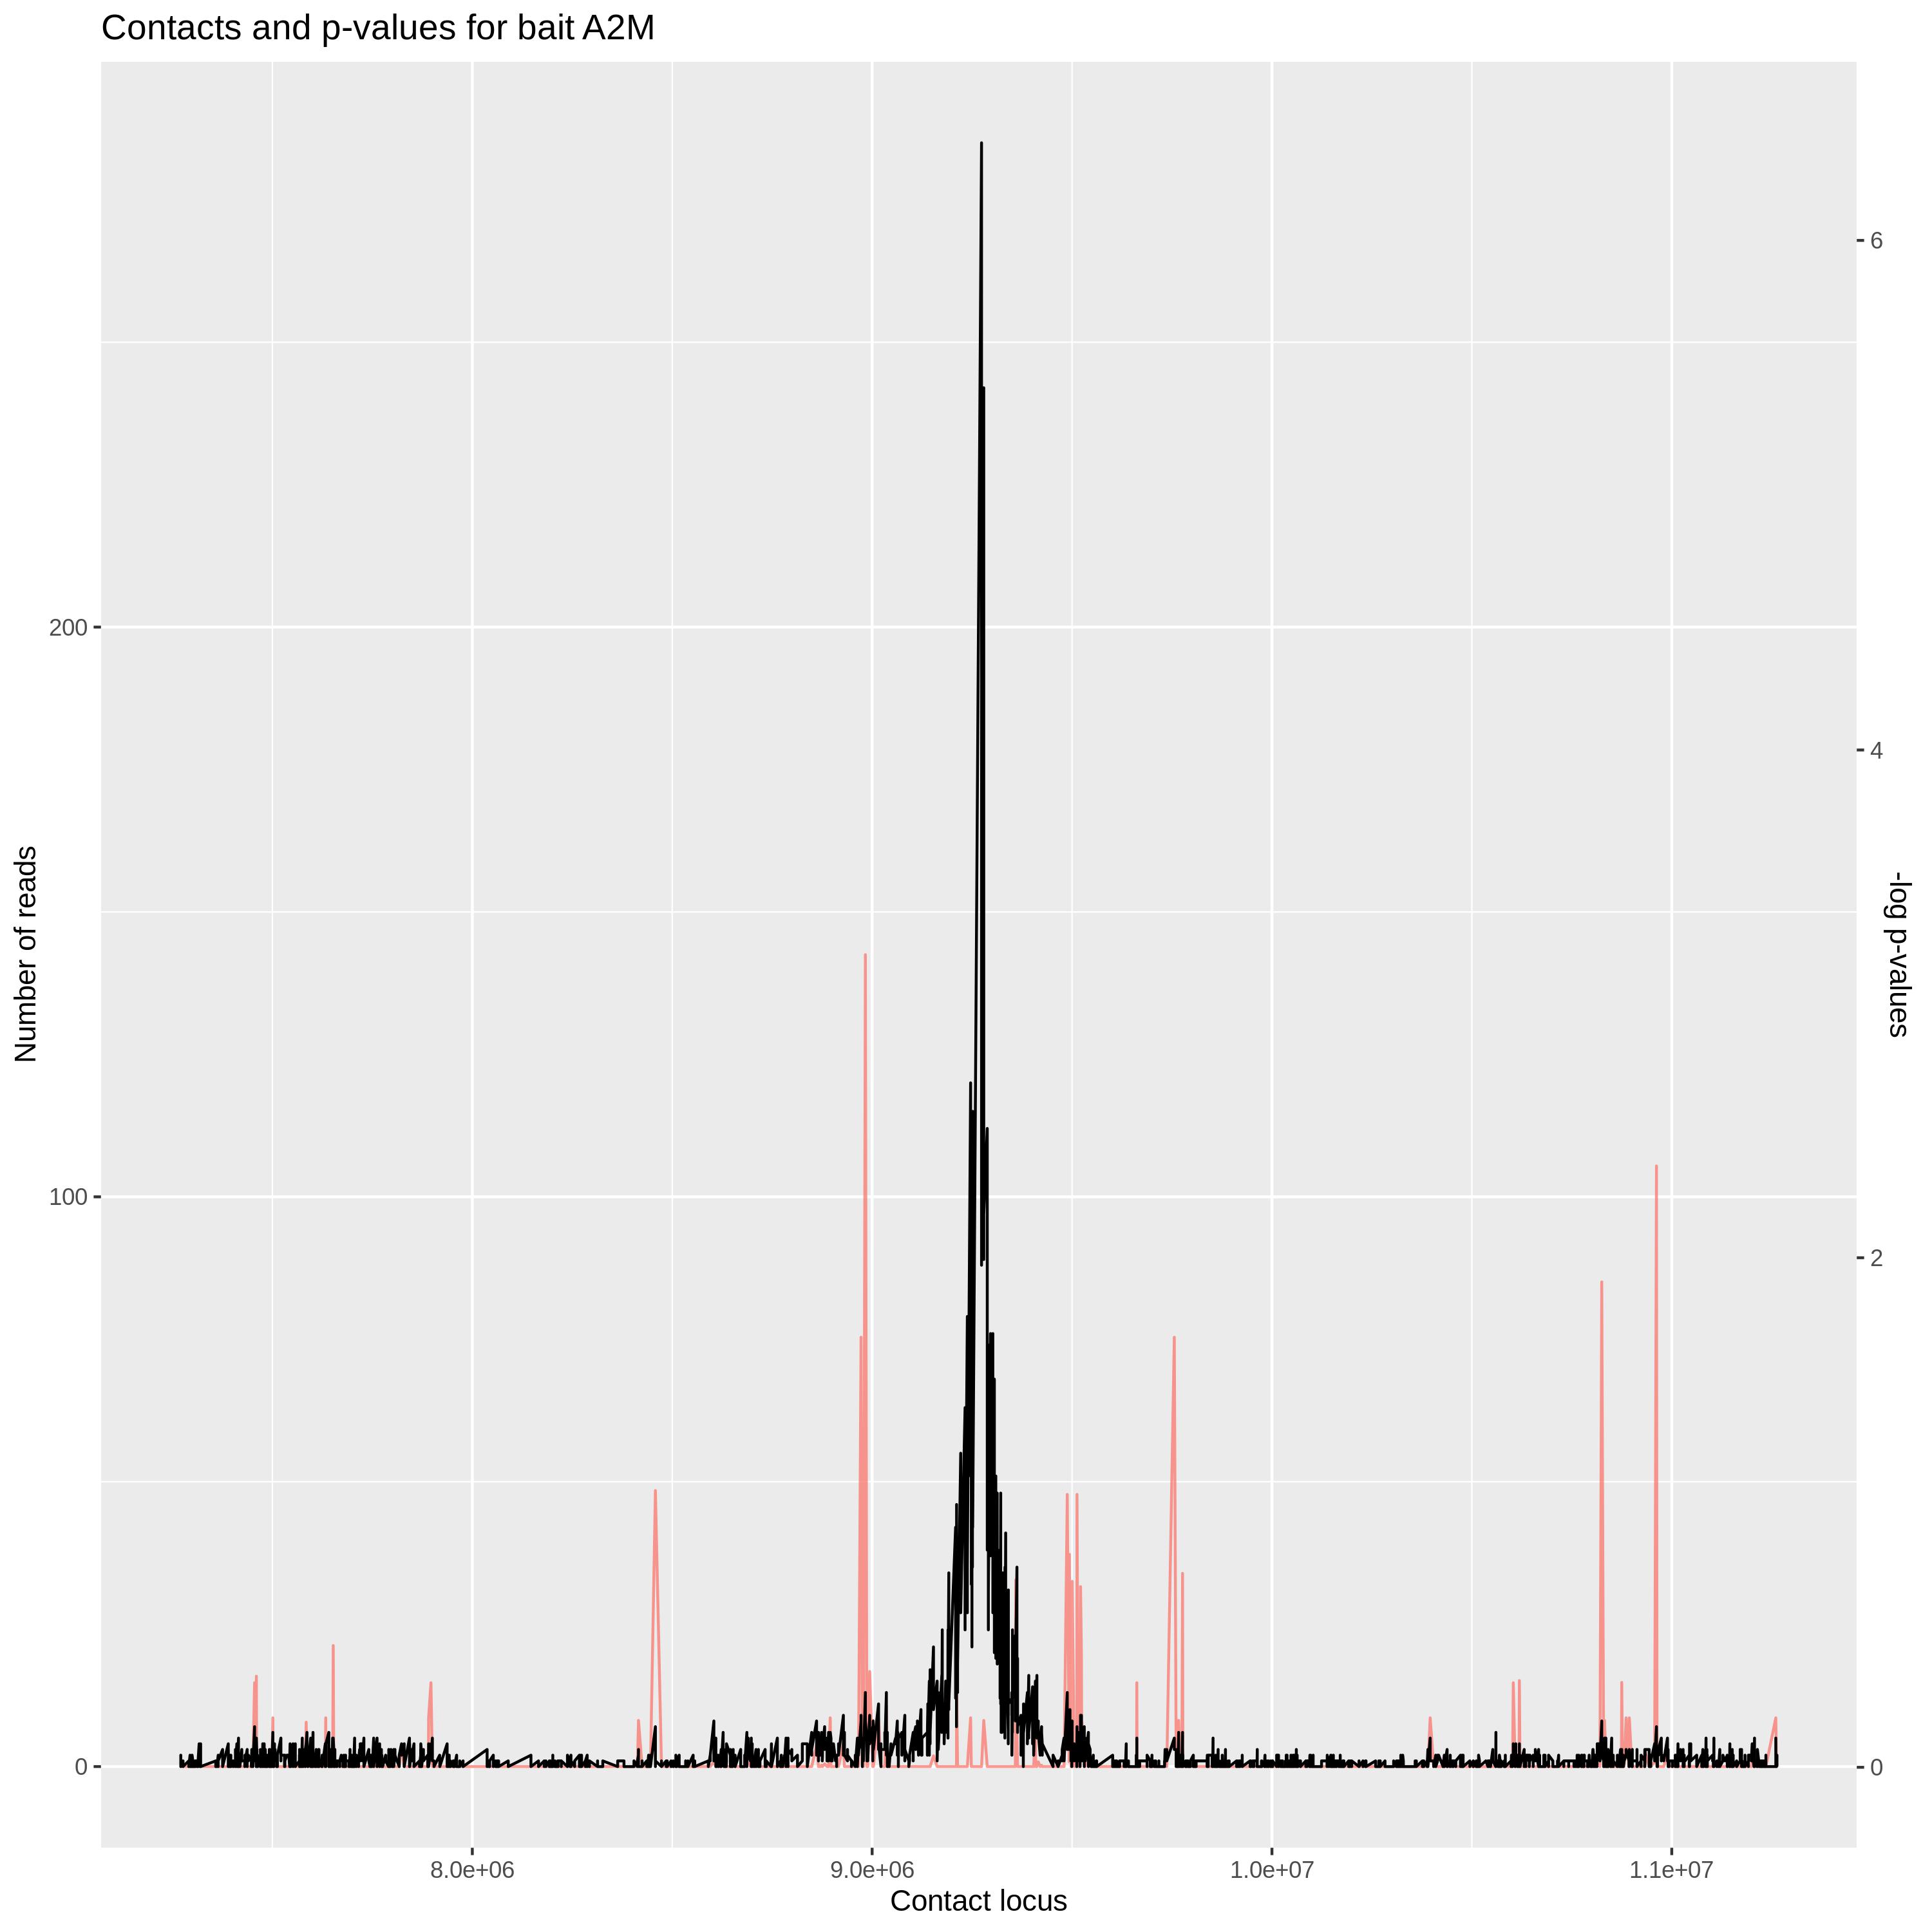 Contacts and p-values for bait A2M
Number of reads
200
100
0
6
4
2
0
-log p-values
8.0e+06
9.0e+06
1.0e+07
1.1e+07
Contact locus